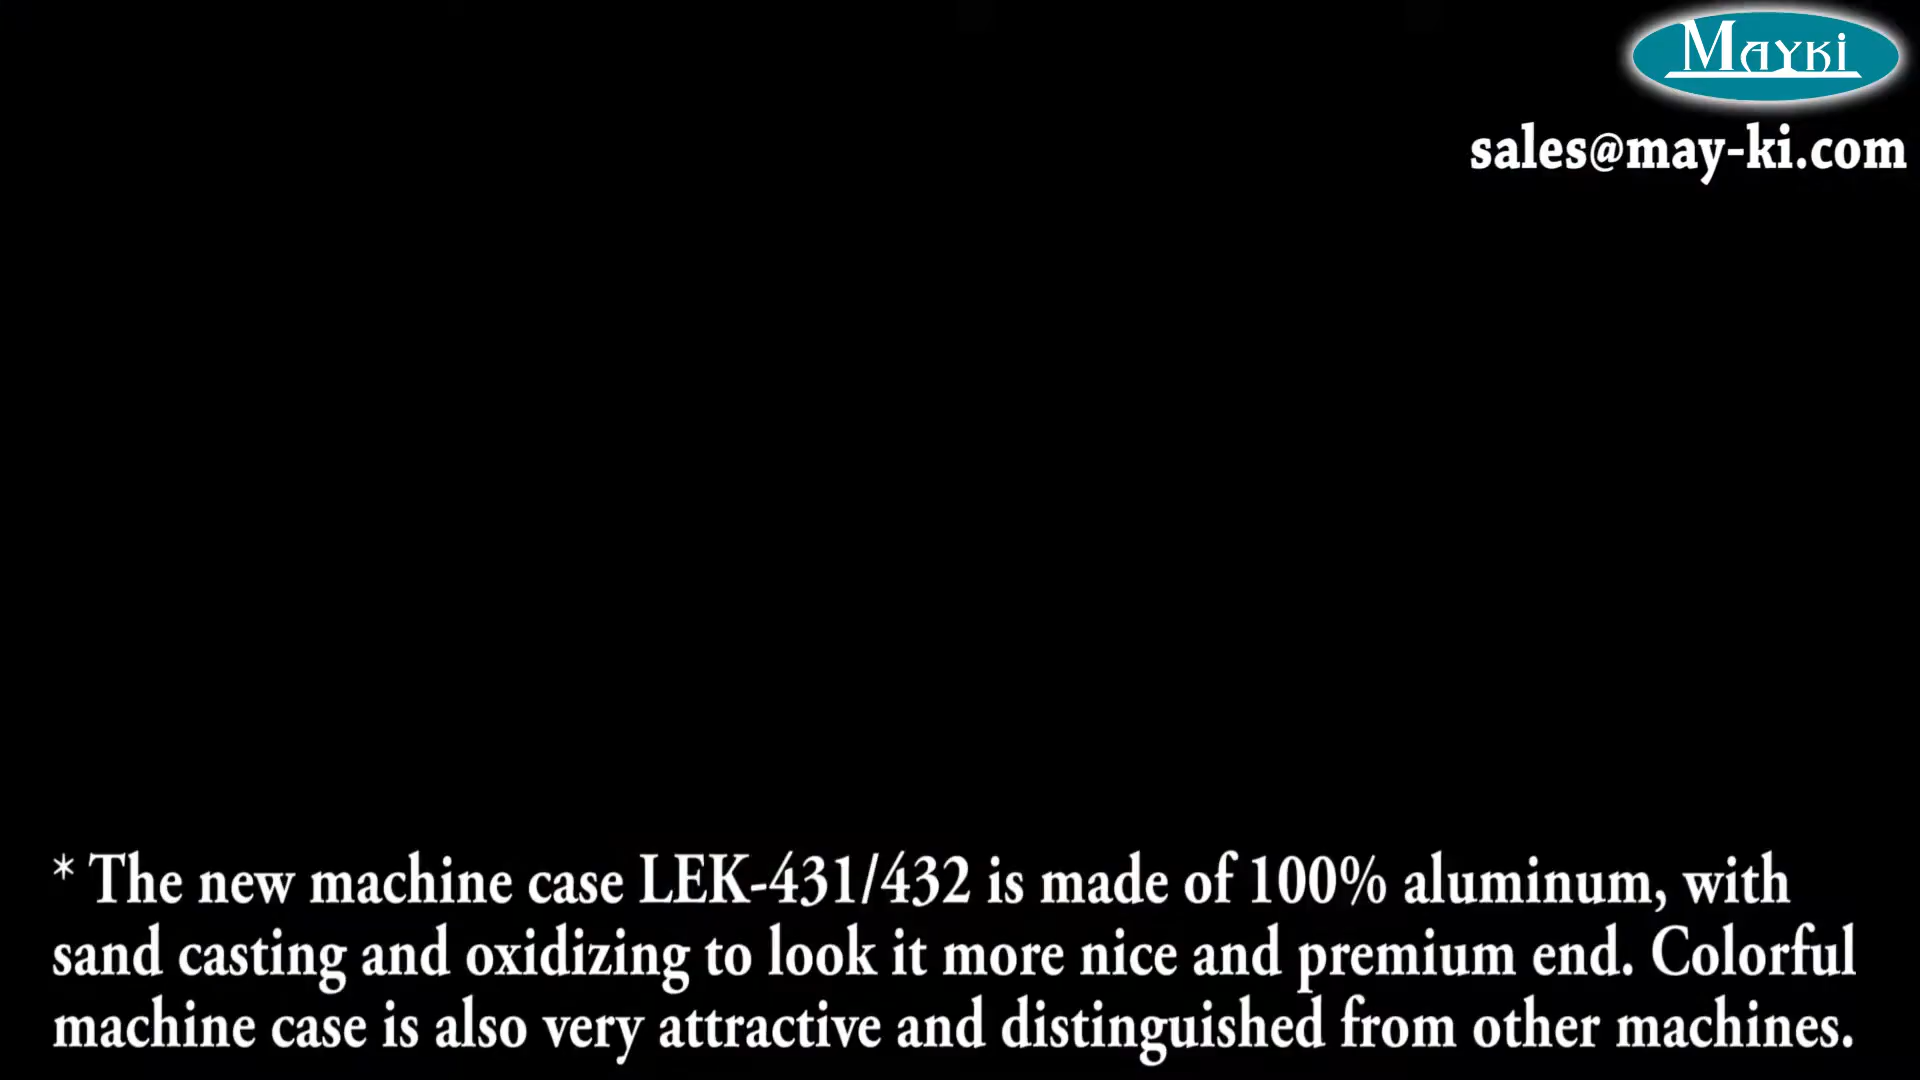 MAYKI
sales@may-ki.com
* The new machine case LEK-431/432 is made of 100% aluminum, with
sand casting and oxidizing to look it more nice and premium end. Colorful
machine case is also very attractive and distinguished from other machines.